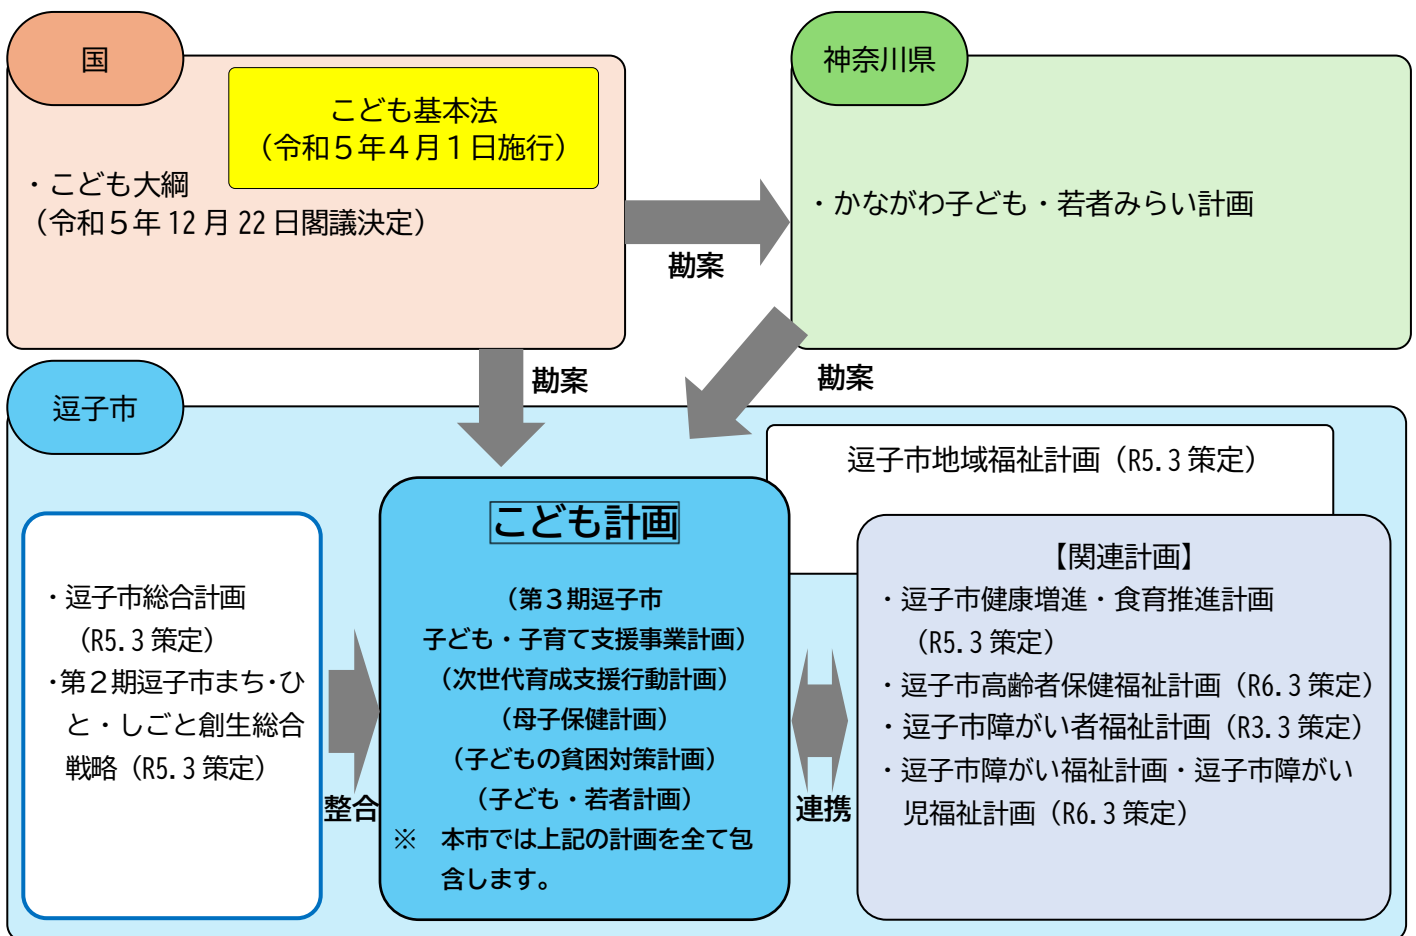 国
こども基本法
（令和５年４月１日施行）
・こども大綱
（令和５年 12 月 22 日閣議決定）
神奈川県
・かながわ子ども・若者みらい計画
勘案
勘案
勘案
逗子市
逗子市地域福祉計画（R5.3 策定）
・逗子市総合計画
（R5.3 策定）
・第２期逗子市まち・ひ
と・しごと創生総合
戦略（R5.3 策定）
整合
こども計画
（第３期逗子市
子ども・子育て支援事業計画）
（次世代育成支援行動計画）
（母子保健計画）
（子どもの貧困対策計画）
（子ども・若者計画）
※　本市では上記の計画を全て包
含します。
連携
【関連計画】
・逗子市健康増進・食育推進計画
（R5.3 策定）
・逗子市高齢者保健福祉計画（R6.3 策定）
・逗子市障がい者福祉計画（R3.3 策定）
・逗子市障がい福祉計画・逗子市障がい
児福祉計画（R6.3 策定）